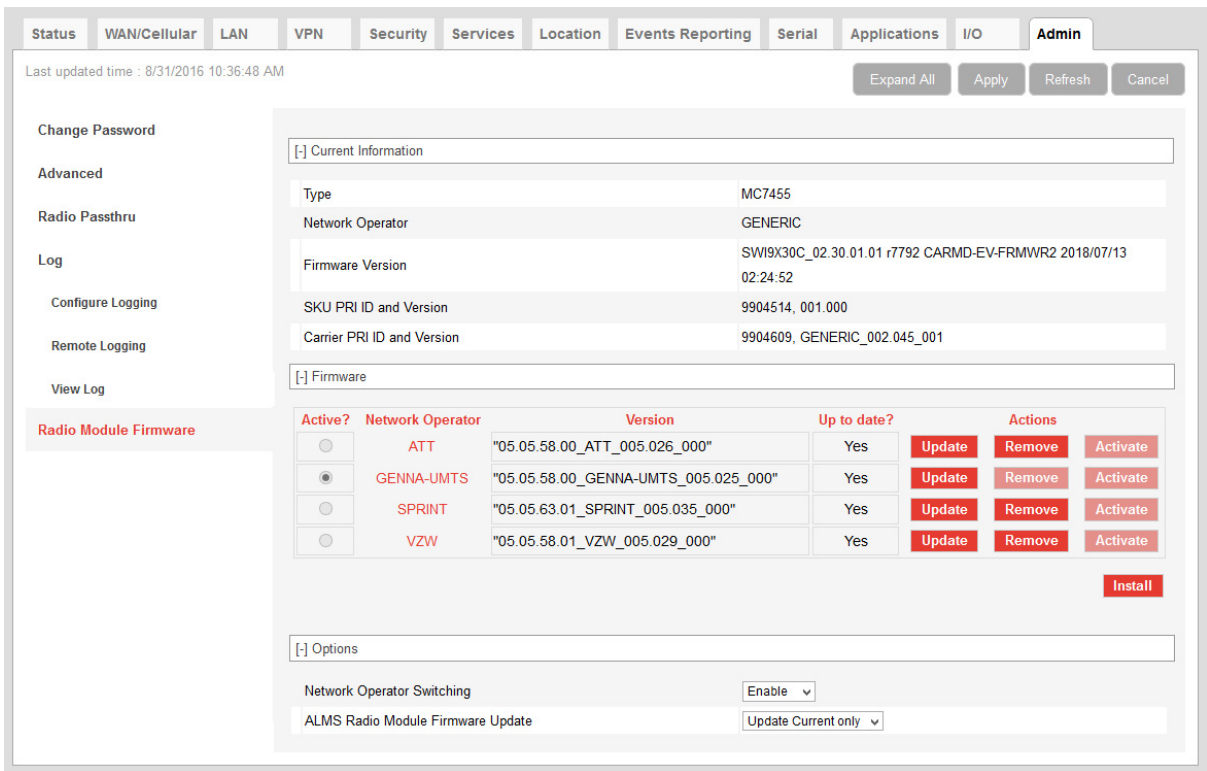 Status WAN/Cellular LAN VPN Security Services Location Events Reporting Serial Applications I/O Admin
Last updated time : 8/31/2016 10:36:48 AM
Expand All Apply Refresh Cancel
Change Password
Advanced
Radio Passthru
Log
Configure Logging
Remote Logging
View Log
Radio Module Firmware
[-] Current Information
Type MC7455
Network Operator GENERIC
Firmware Version SWI9X30C_02.30.01.01 r7792 CARMD-EV-FRMWR2 2018/07/13
02:24:52
SKU PRI ID and Version 9904514, 001.000
Carrier PRI ID and Version 9904609, GENERIC_002.045_001
[-] Firmware
Active? Network Operator Version Up to date? Actions
ATT "05.05.58.00_ATT_005.026_000" Yes Update Remove Activate
GENNA-UMTS "05.05.58.00_GENNA-UMTS_005.025_000" Yes Update Remove Activate
SPRINT "05.05.63.01_SPRINT_005.035_000" Yes Update Remove Activate
VZW "05.05.58.01_VZW_005.029_000" Yes Update Remove Activate
Install
[-] Options
Network Operator Switching Enable
ALMS Radio Module Firmware Update Update Current only